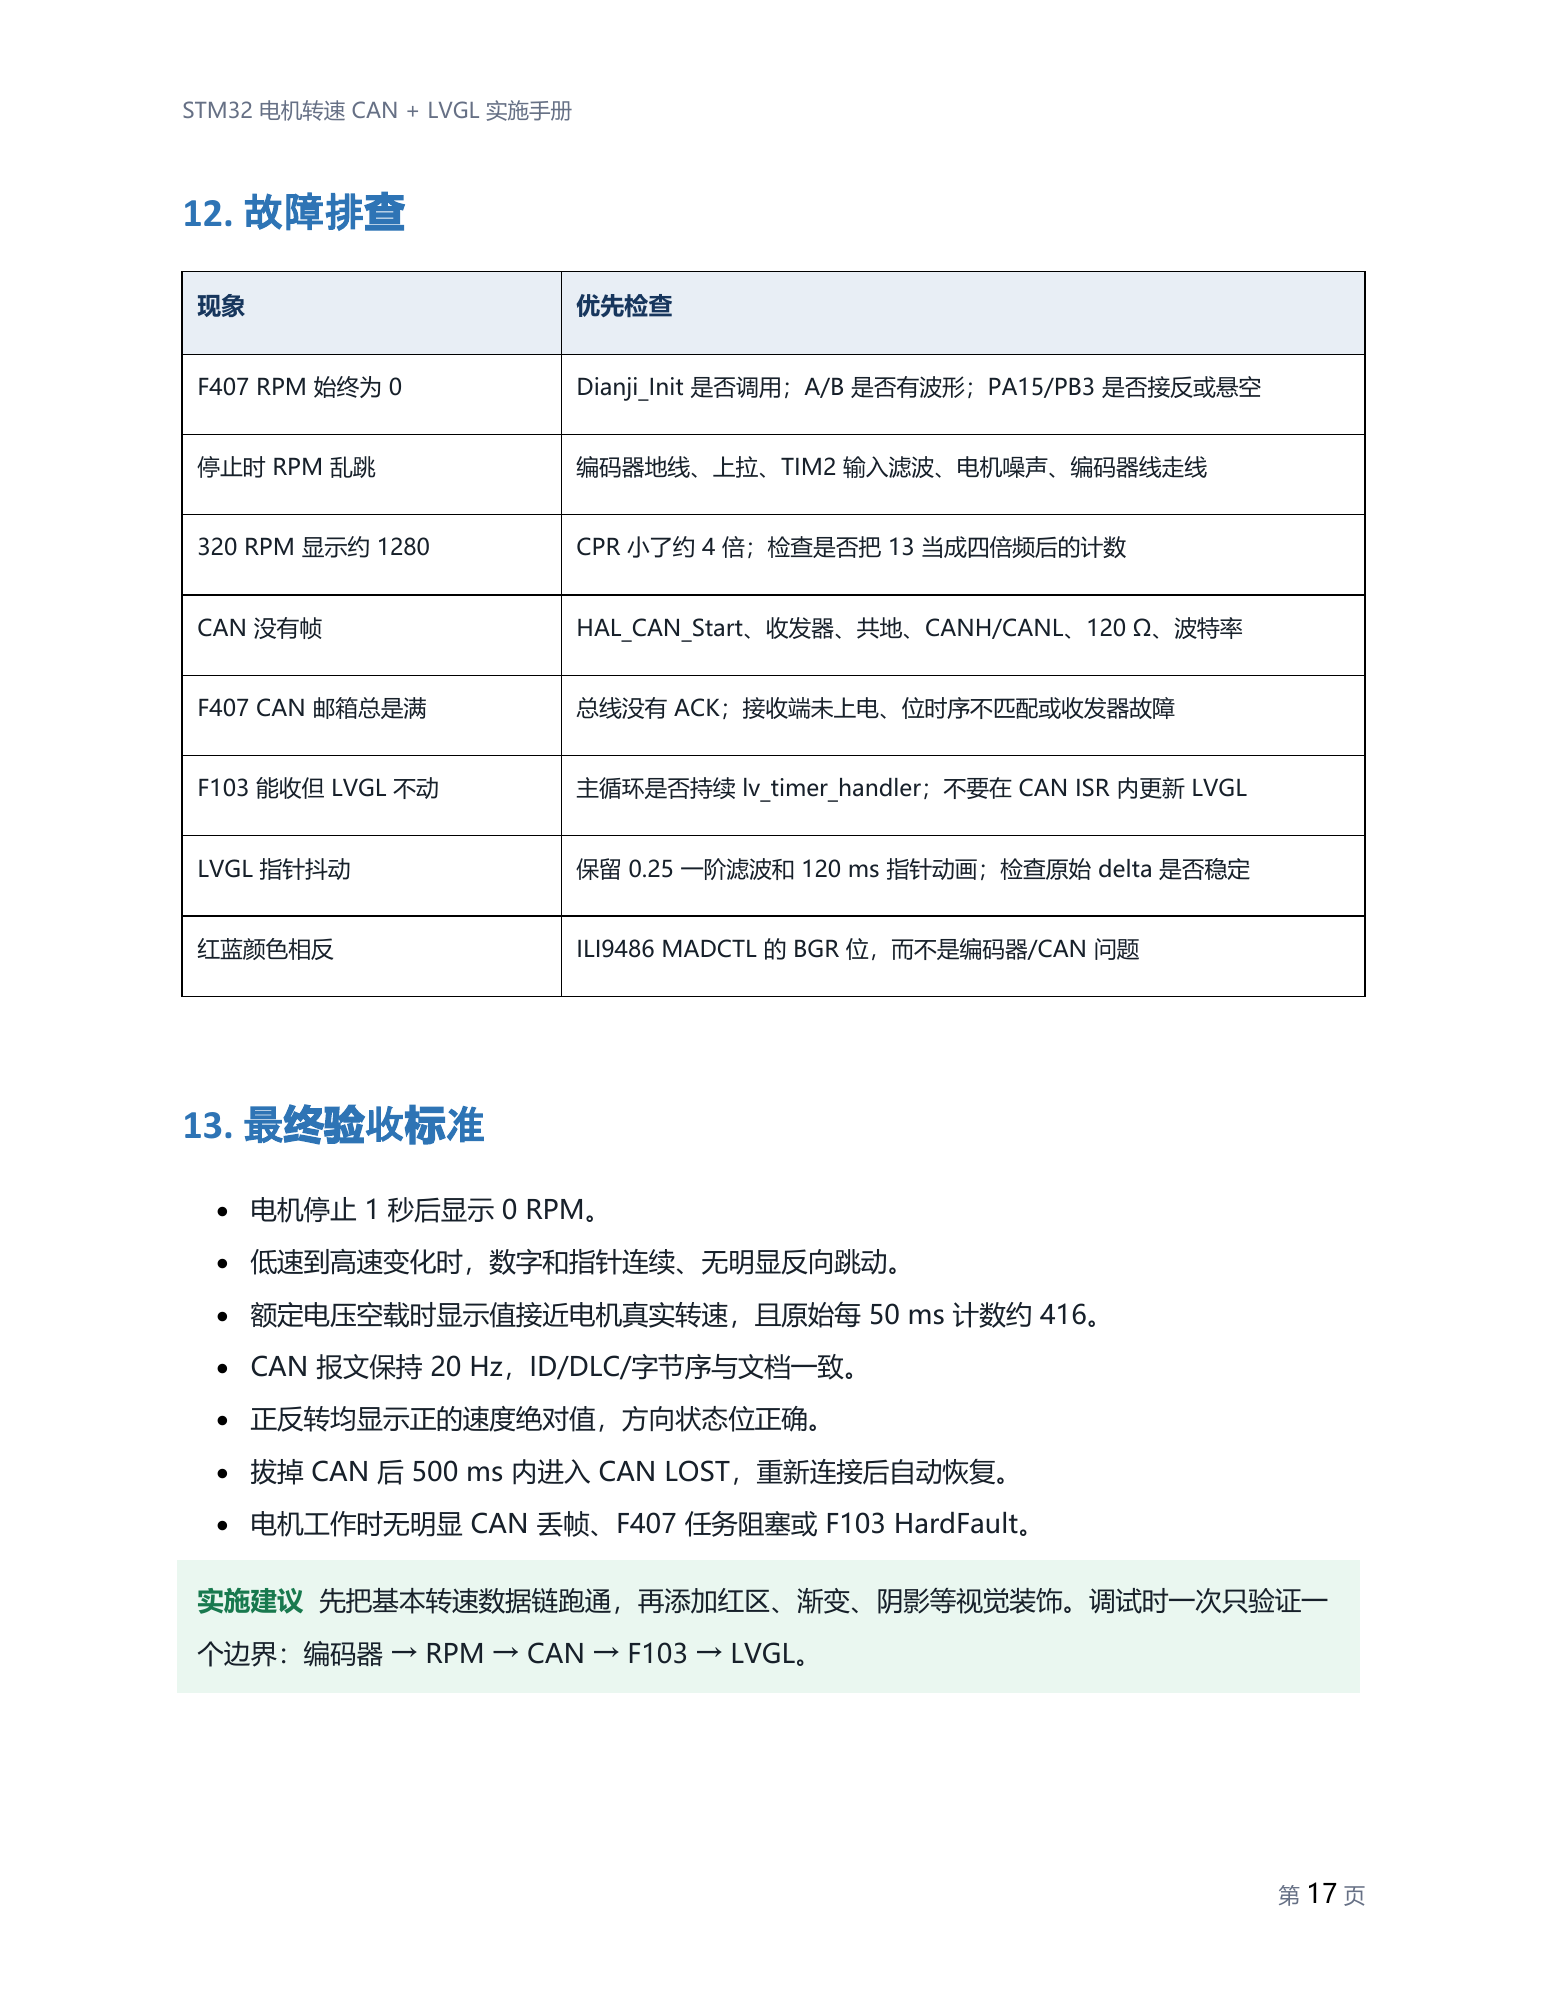 STM32 电机转速 CAN + LVGL 实施手册
12. 故障排查
现象 优先检查
F407 RPM 始终为 0 Dianji_Init 是否调用；A/B 是否有波形；PA15/PB3 是否接反或悬空
停止时 RPM 乱跳 编码器地线、上拉、TIM2 输入滤波、电机噪声、编码器线走线
320 RPM 显示约 1280 CPR 小了约 4 倍；检查是否把 13 当成四倍频后的计数
CAN 没有帧 HAL_CAN_Start、收发器、共地、CANH/CANL、120 Ω、波特率
F407 CAN 邮箱总是满 总线没有 ACK；接收端未上电、位时序不匹配或收发器故障
F103 能收但 LVGL 不动 主循环是否持续 lv_timer_handler；不要在 CAN ISR 内更新 LVGL
LVGL 指针抖动 保留 0.25 一阶滤波和 120 ms 指针动画；检查原始 delta 是否稳定
红蓝颜色相反 ILI9486 MADCTL 的 BGR 位，而不是编码器/CAN 问题
13. 最终验收标准
• 电机停止 1 秒后显示 0 RPM。
• 低速到高速变化时，数字和指针连续、无明显反向跳动。
• 额定电压空载时显示值接近电机真实转速，且原始每 50 ms 计数约 416。
• CAN 报文保持 20 Hz，ID/DLC/字节序与文档一致。
• 正反转均显示正的速度绝对值，方向状态位正确。
• 拔掉 CAN 后 500 ms 内进入 CAN LOST，重新连接后自动恢复。
• 电机工作时无明显 CAN 丢帧、F407 任务阻塞或 F103 HardFault。
实施建议 先把基本转速数据链跑通，再添加红区、渐变、阴影等视觉装饰。调试时一次只验证一
个边界：编码器 → RPM → CAN → F103 → LVGL。
第 17 页